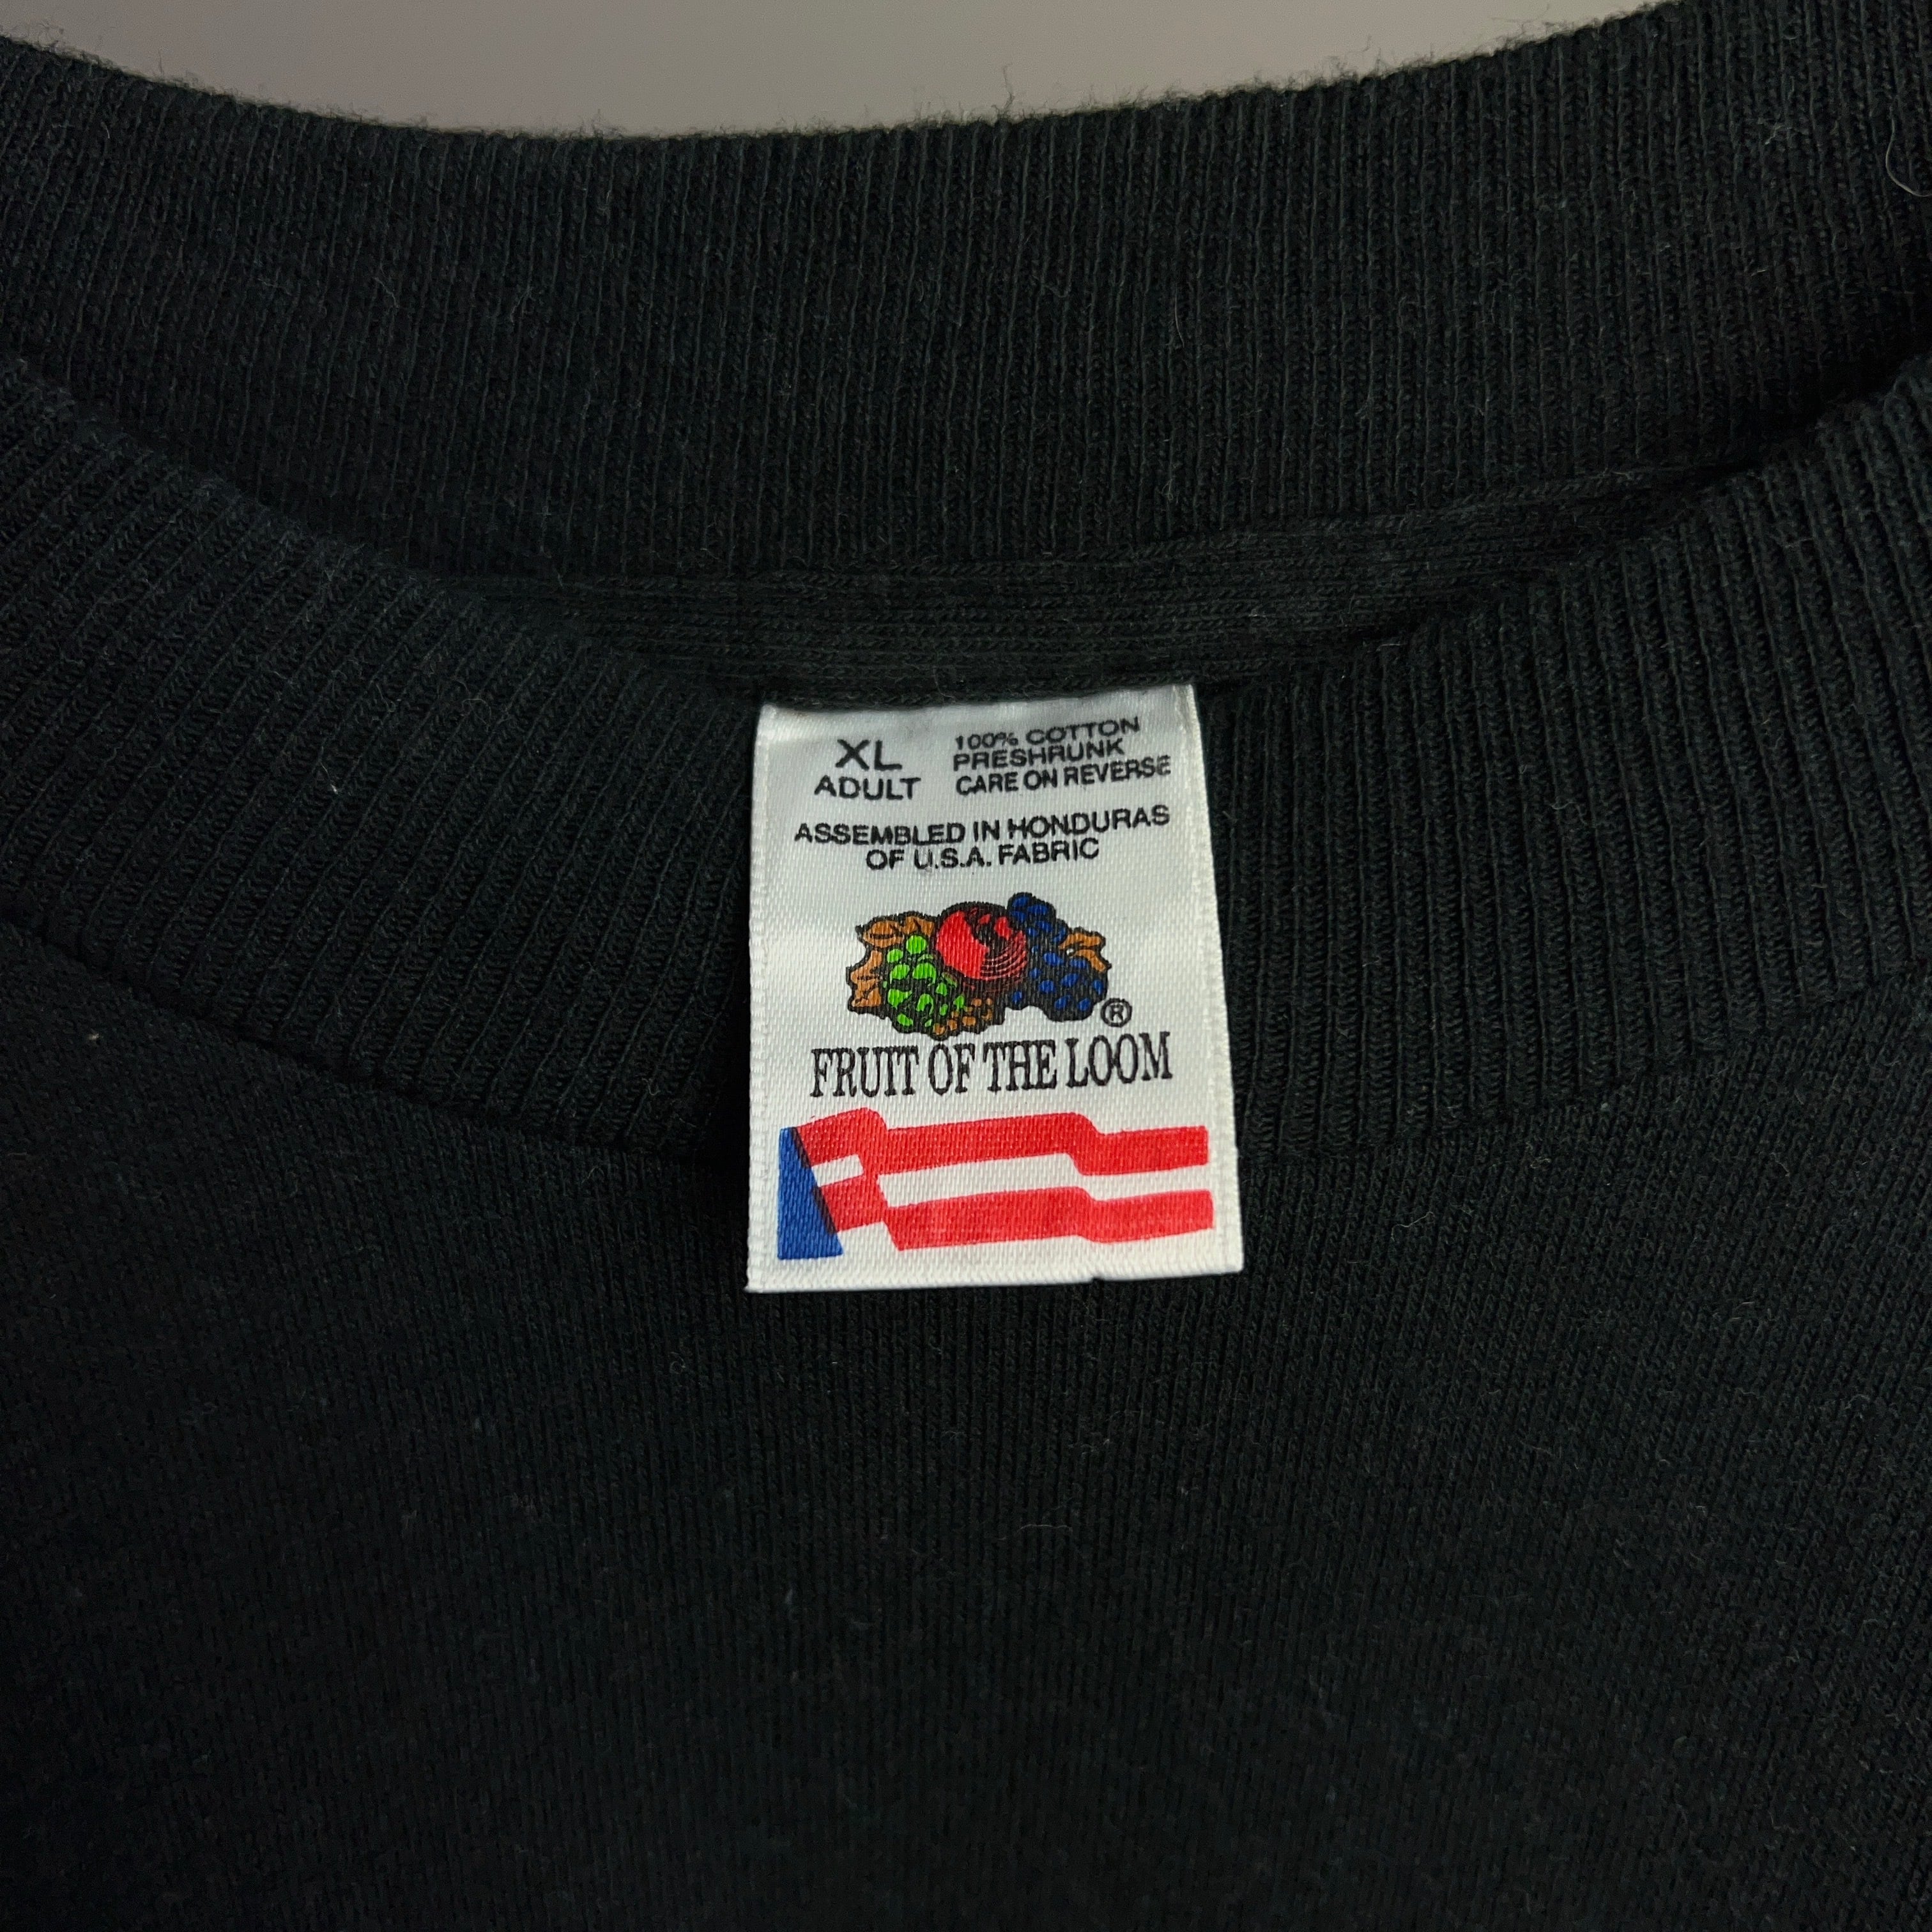 XL
ADULT
100% COTTON
PRESHRUNK
CARE ON REVERSE
ASSEMBLED IN HONDURAS
OF U.S.A. FABRIC
®
FRUIT OF THE LOOM